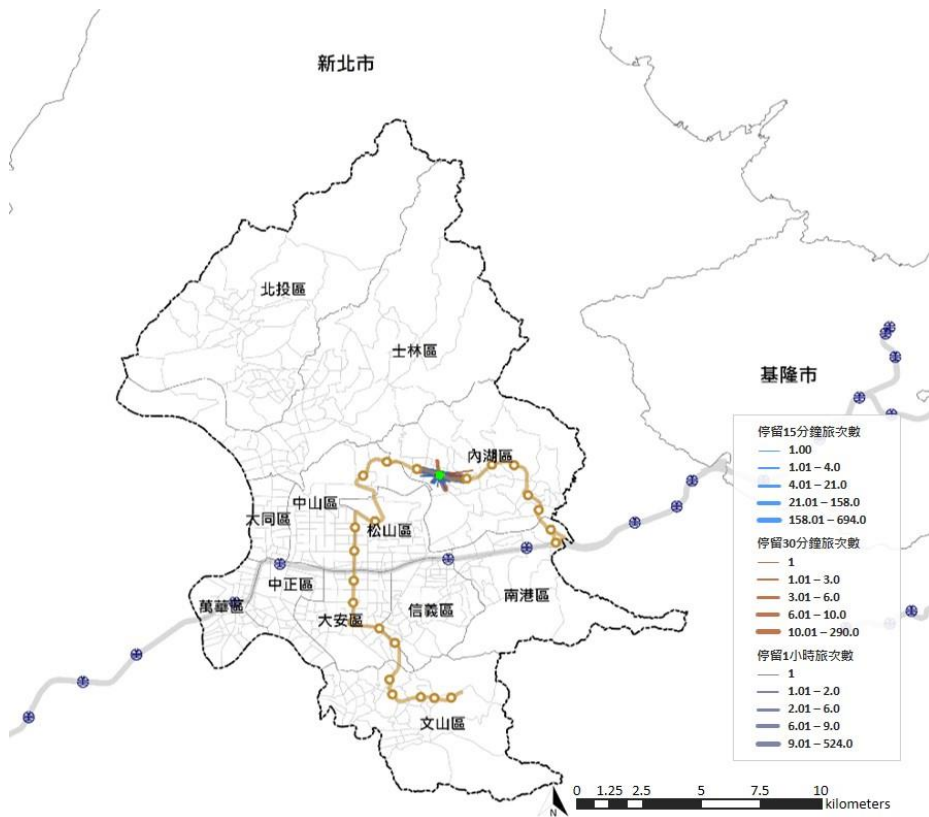 新北市
北投區
士林區
基隆市
內湖區
中山區
大同區
松山區
中正區
萬華區
大安區
信義區
南港區
文山區
停留15分鐘旅次數
1.00
1.01 – 4.0
4.01 – 21.0
21.01 – 158.0
158.01 – 694.0
停留30分鐘旅次數
1
1.01 – 3.0
3.01 – 6.0
6.01 – 10.0
10.01 – 290.0
停留1小時旅次數
1
1.01 – 2.0
2.01 – 6.0
6.01 – 9.0
9.01 – 524.0
N
0 1.25 2.5 5 7.5 10
kilometers